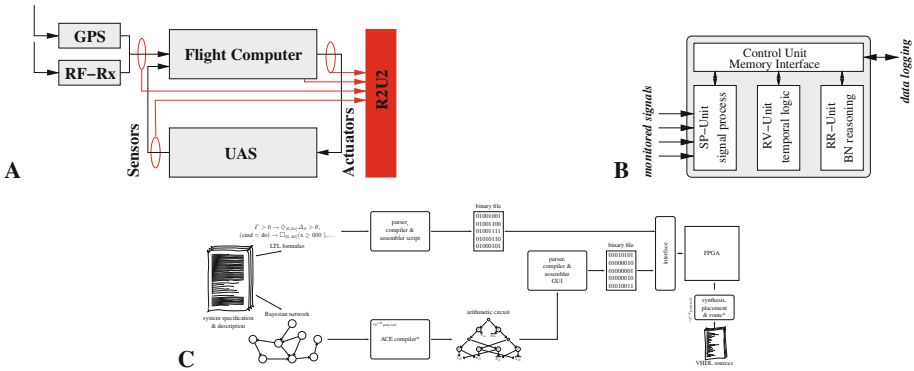 GPS
RF-Rx
Flight Computer
UAS
Sensors
Actuators
R2U2
A
Control Unit
Memory Interface
SP-Unit
signal process
RV-Unit
temporal logic
RR-Unit
BN reasoning
monitored signals
data logging
B
LTL formulas
system specification
& description
Bayesian network
parser,
compiler &
assembler script
binary file
01001001
01001100
01001111
01010110
01000101
ACE compiler*
arithmetic circuit
parser,
compiler &
assembler
GUI
binary file
01010101
01000010
01000001
01000010
01010011
interface
FPGA
synthesis,
placement
& route*
VHDL sources
C